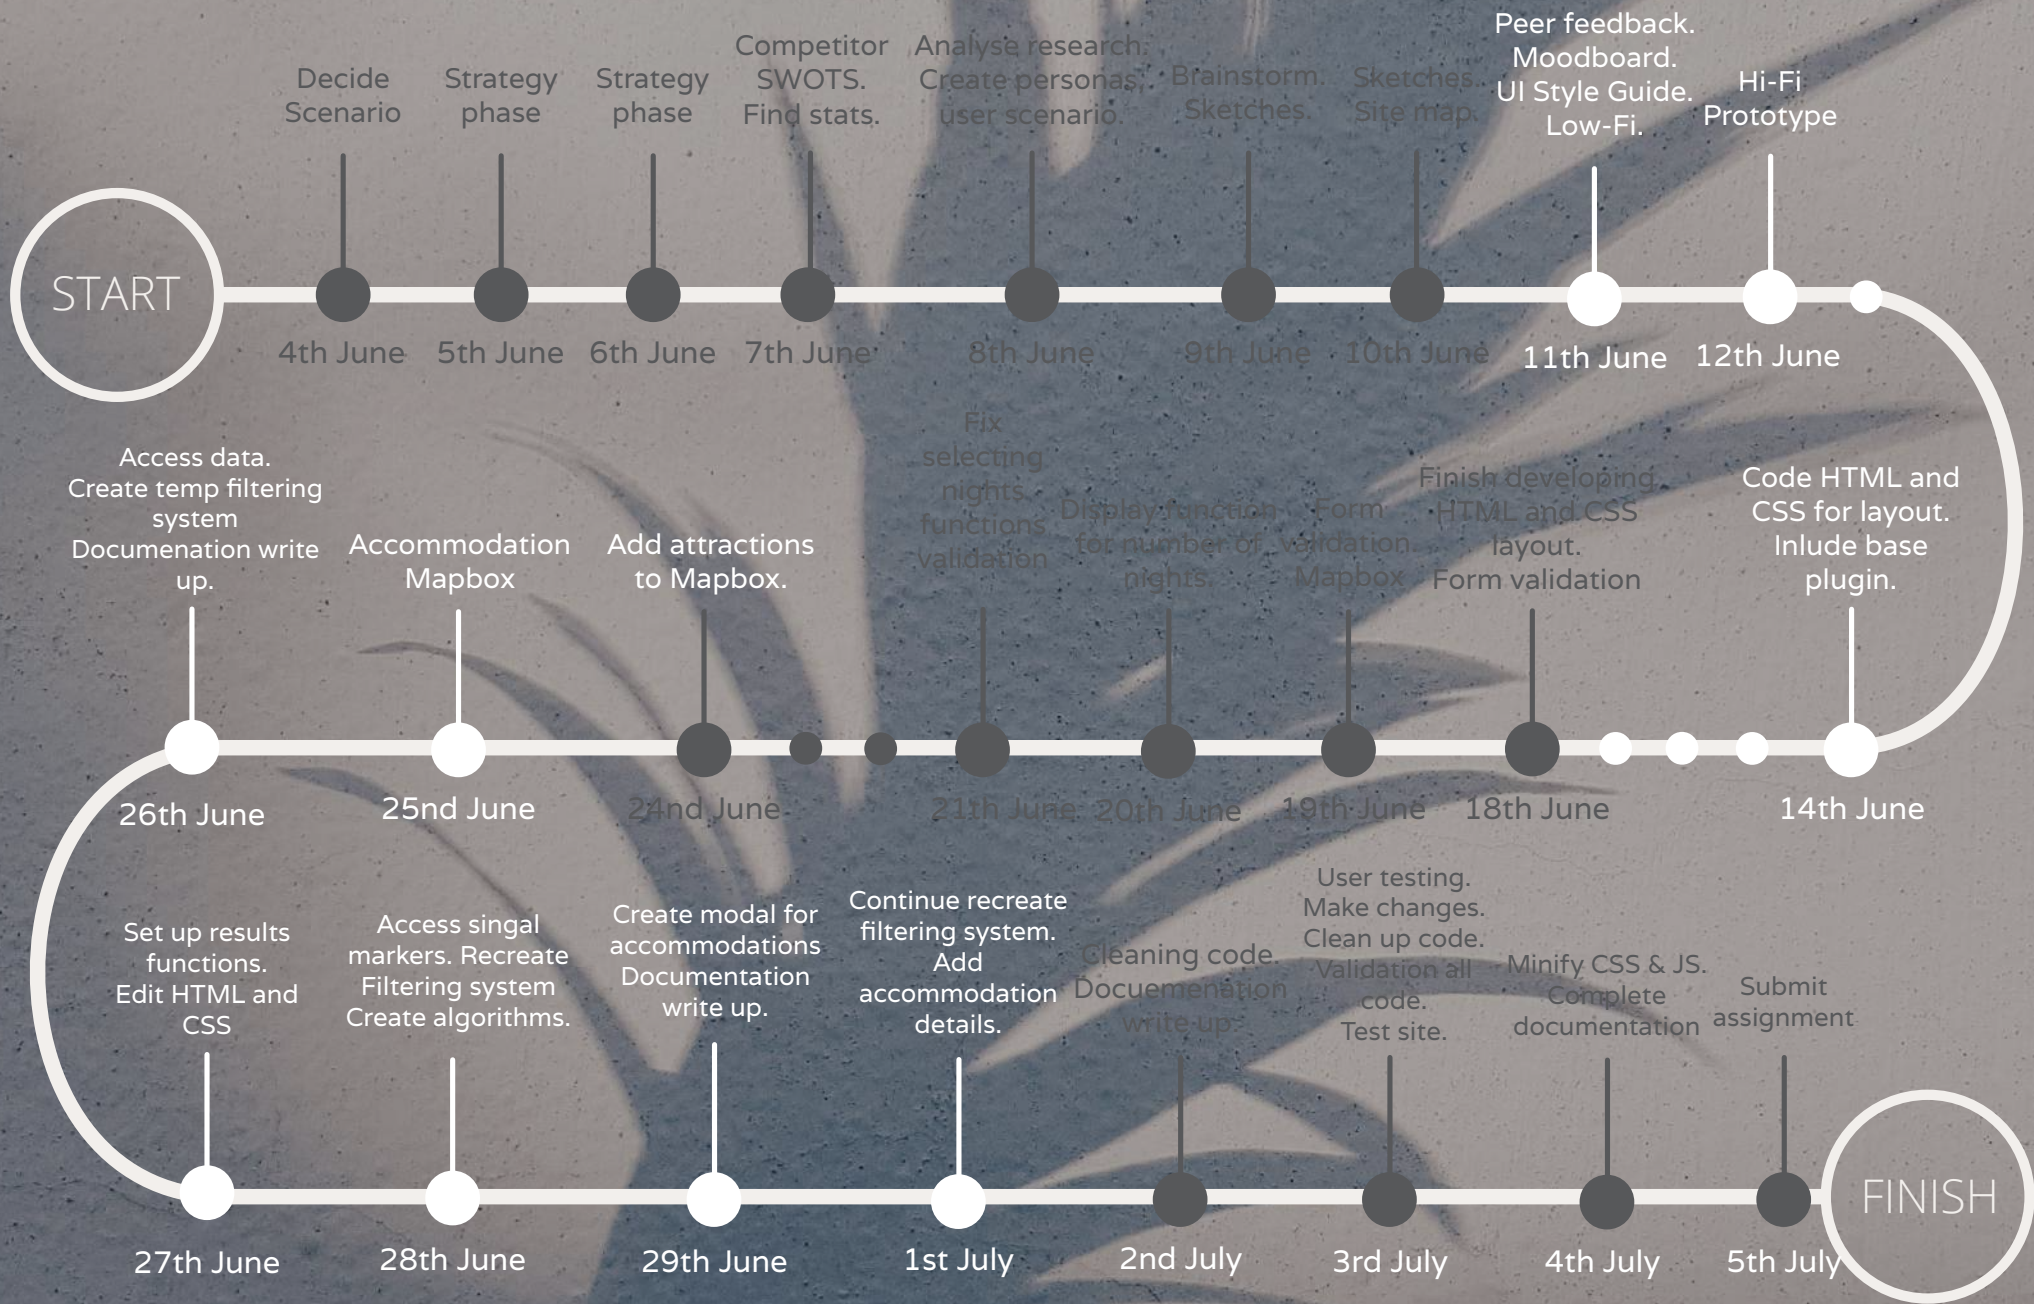 START
Decide
Scenario
4th June
Strategy
phase
5th June
Strategy
phase
6th June
Competitor
SWOTS.
Find stats.
7th June
Analyse research.
Create personas,
user scenario.
8th June
Brainstorm.
Sketches.
9th June
Sketches.
Site map.
10th June
Peer feedback.
Moodboard.
UI Style Guide.
Low-Fi.
11th June
Hi-Fi
Prototype
12th June
Code HTML and
CSS for layout.
Inlude base
plugin.
14th June
Finish developing
HTML and CSS
layout.
Form validation
18th June
Form
validation.
Mapbox
19th June
Display function
for number of
nights.
20th June
Fix
selecting
nights
functions
validation
21th June
Add attractions
to Mapbox.
24nd June
Accommodation
Mapbox
25nd June
Access data.
Create temp filtering
system
Documenation write
up.
26th June
Set up results
functions.
Edit HTML and
CSS
27th June
Access singal
markers. Recreate
Filtering system
Create algorithms.
28th June
Create modal for
accommodations
Documentation
write up.
29th June
Continue recreate
filtering system.
Add
accommodation
details.
1st July
Cleaning code.
Docuemenation
write up.
2nd July
User testing.
Make changes.
Clean up code.
Validation all
code.
Test site.
3rd July
Minify CSS & JS.
Complete
documentation
4th July
Submit
assignment
5th July
FINISH